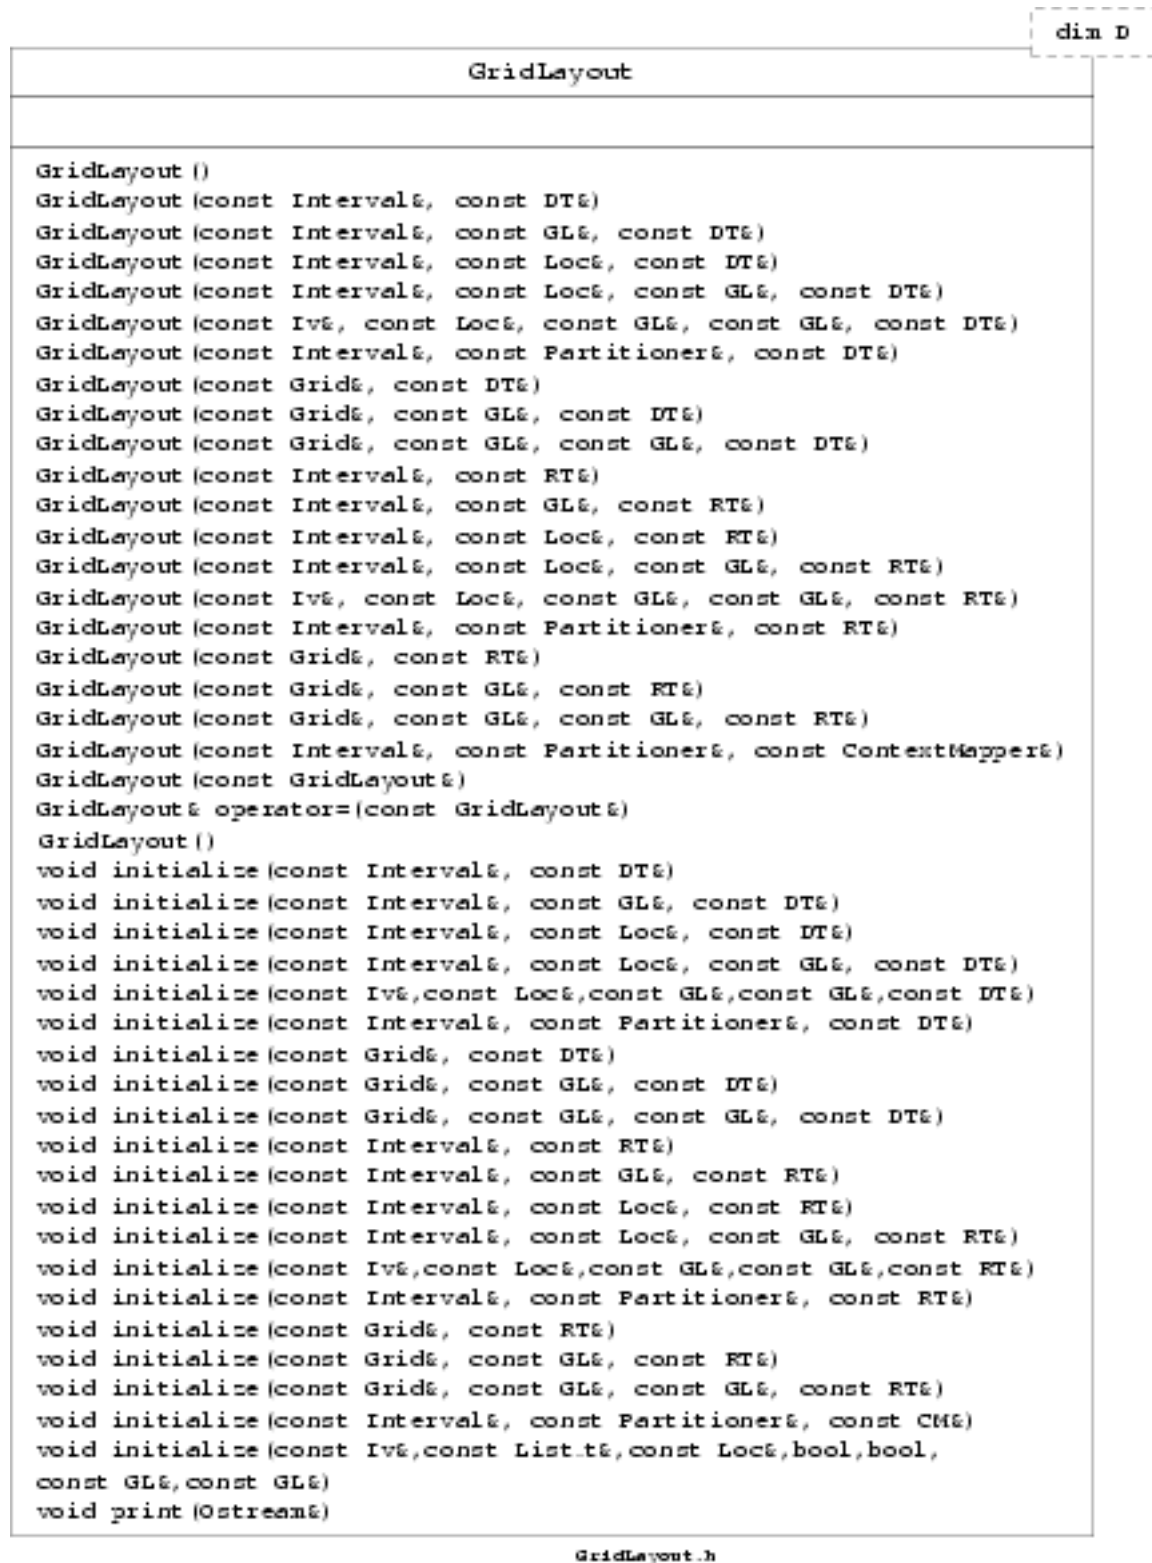 dim D
GridLayout
GridLayout()
GridLayout(const Interval&, const DT&)
GridLayout(const Interval&, const GL&, const DT&)
GridLayout(const Interval&, const Loc&, const DT&)
GridLayout(const Interval&, const Loc&, const GL&, const DT&)
GridLayout(const Iv&, const Loc&, const GL&, const GL&, const DT&)
GridLayout(const Interval&, const Partitioner&, const DT&)
GridLayout(const Grid&, const DT&)
GridLayout(const Grid&, const GL&, const DT&)
GridLayout(const Grid&, const GL&, const GL&, const DT&)
GridLayout(const Interval&, const RT&)
GridLayout(const Interval&, const GL&, const RT&)
GridLayout(const Interval&, const Loc&, const RT&)
GridLayout(const Interval&, const Loc&, const GL&, const RT&)
GridLayout(const Iv&, const Loc&, const GL&, const GL&, const RT&)
GridLayout(const Interval&, const Partitioner&, const RT&)
GridLayout(const Grid&, const RT&)
GridLayout(const Grid&, const GL&, const RT&)
GridLayout(const Grid&, const GL&, const GL&, const RT&)
GridLayout(const Interval&, const Partitioner&, const ContextMapper&)
GridLayout(const GridLayout&)
GridLayout& operator=(const GridLayout&)
GridLayout()
void initialize(const Interval&, const DT&)
void initialize(const Interval&, const GL&, const DT&)
void initialize(const Interval&, const Loc&, const DT&)
void initialize(const Interval&, const Loc&, const GL&, const DT&)
void initialize(const Iv&,const Loc&,const GL&,const GL&,const DT&)
void initialize(const Interval&, const Partitioner&, const DT&)
void initialize(const Grid&, const DT&)
void initialize(const Grid&, const GL&, const DT&)
void initialize(const Grid&, const GL&, const GL&, const DT&)
void initialize(const Interval&, const RT&)
void initialize(const Interval&, const GL&, const RT&)
void initialize(const Interval&, const Loc&, const RT&)
void initialize(const Interval&, const Loc&, const GL&, const RT&)
void initialize(const Iv&,const Loc&,const GL&,const GL&,const RT&)
void initialize(const Interval&, const Partitioner&, const RT&)
void initialize(const Grid&, const RT&)
void initialize(const Grid&, const GL&, const RT&)
void initialize(const Grid&, const GL&, const GL&, const RT&)
void initialize(const Interval&, const Partitioner&, const CM&)
void initialize(const Iv&,const List_t&,const Loc&,bool,bool,
const GL&,const GL&)
void print(Ostream&)
GridLayout.h